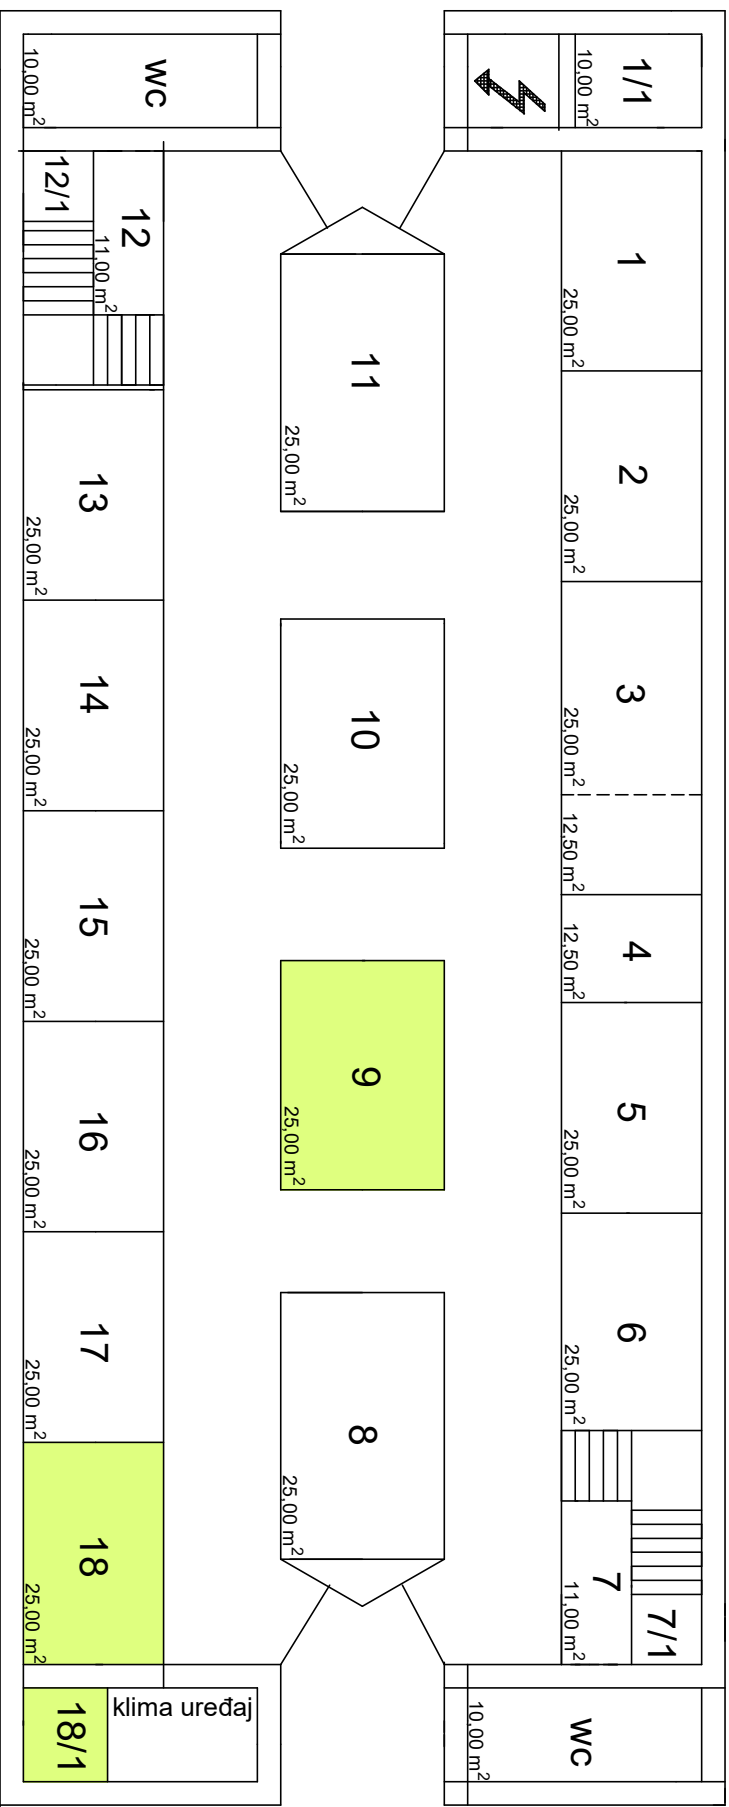 WC
10,00 m²
1/1
10,00 m²
12/1
12
11,00 m²
1
25,00 m²
11
25,00 m²
2
25,00 m²
13
25,00 m²
3
25,00 m²
12,50 m²
14
25,00 m²
10
25,00 m²
4
12,50 m²
15
25,00 m²
9
25,00 m²
5
25,00 m²
16
25,00 m²
6
25,00 m²
17
25,00 m²
8
25,00 m²
18
25,00 m²
7
11,00 m²
7/1
18/1
klima uređaj
WC
10,00 m²